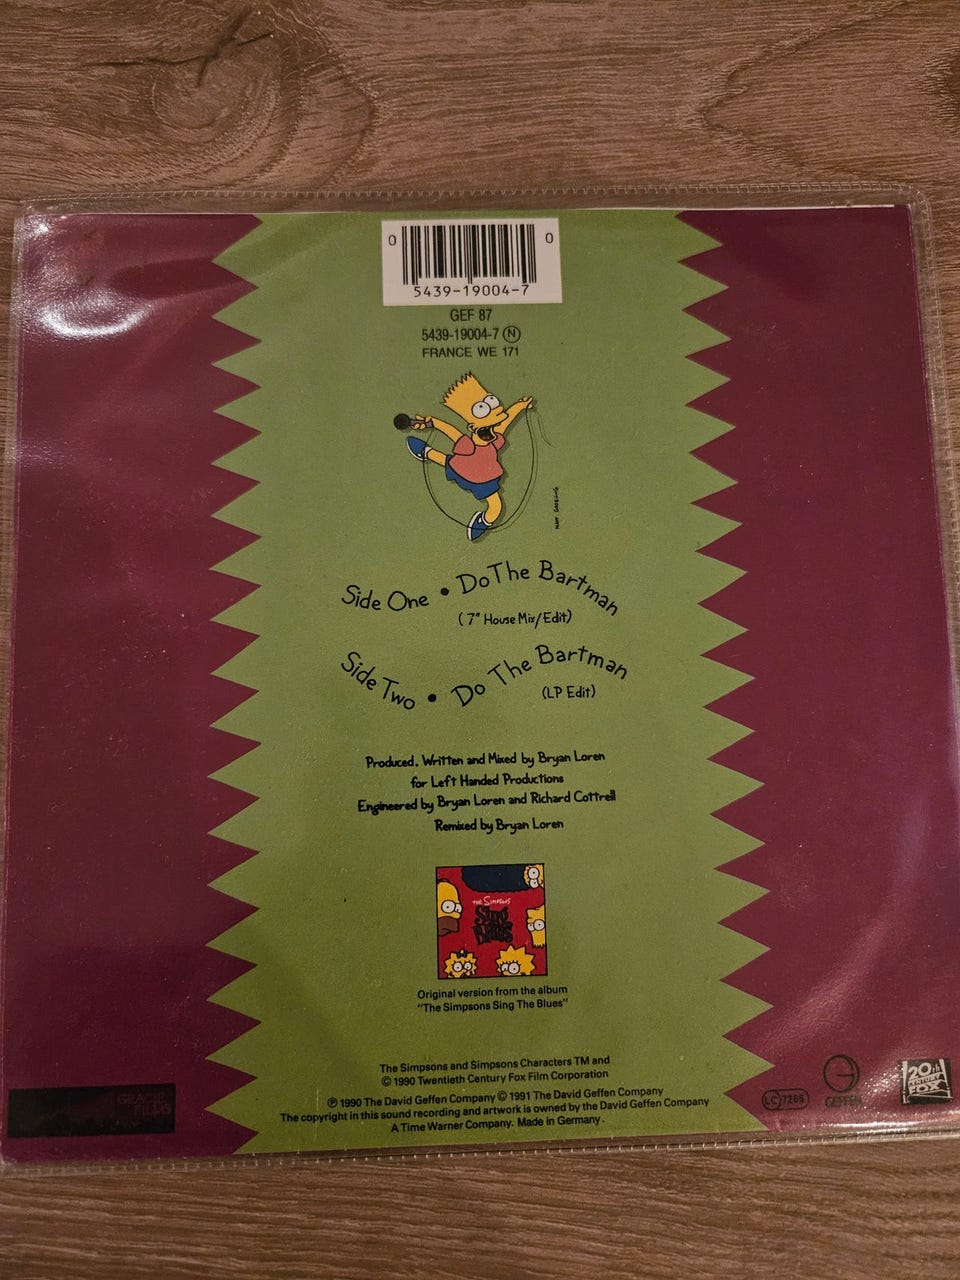 0 0
5439-19004-7
GEF 87
5439-19004-7 Ⓝ
FRANCE WE 171
MATT GROENING
Side One • Do The Bartman
(7" House Mix/Edit)
Side Two • Do The Bartman
(LP Edit)
Produced, Written and Mixed by Bryan Loren
for Left Handed Productions
Engineered by Bryan Loren and Richard Cottrell
Remixed by Bryan Loren
THE SIMPSONS
SING
THE
BLUES
Original version from the album
"The Simpsons Sing The Blues"
The Simpsons and Simpsons Characters TM and
© 1990 Twentieth Century Fox Film Corporation
℗ 1990 The David Geffen Company © 1991 The David Geffen Company
The copyright in this sound recording and artwork is owned by the David Geffen Company
A Time Warner Company. Made in Germany.
GRACIE
FILMS
LC 7266
GEFFEN
20th
CENTURY
FOX